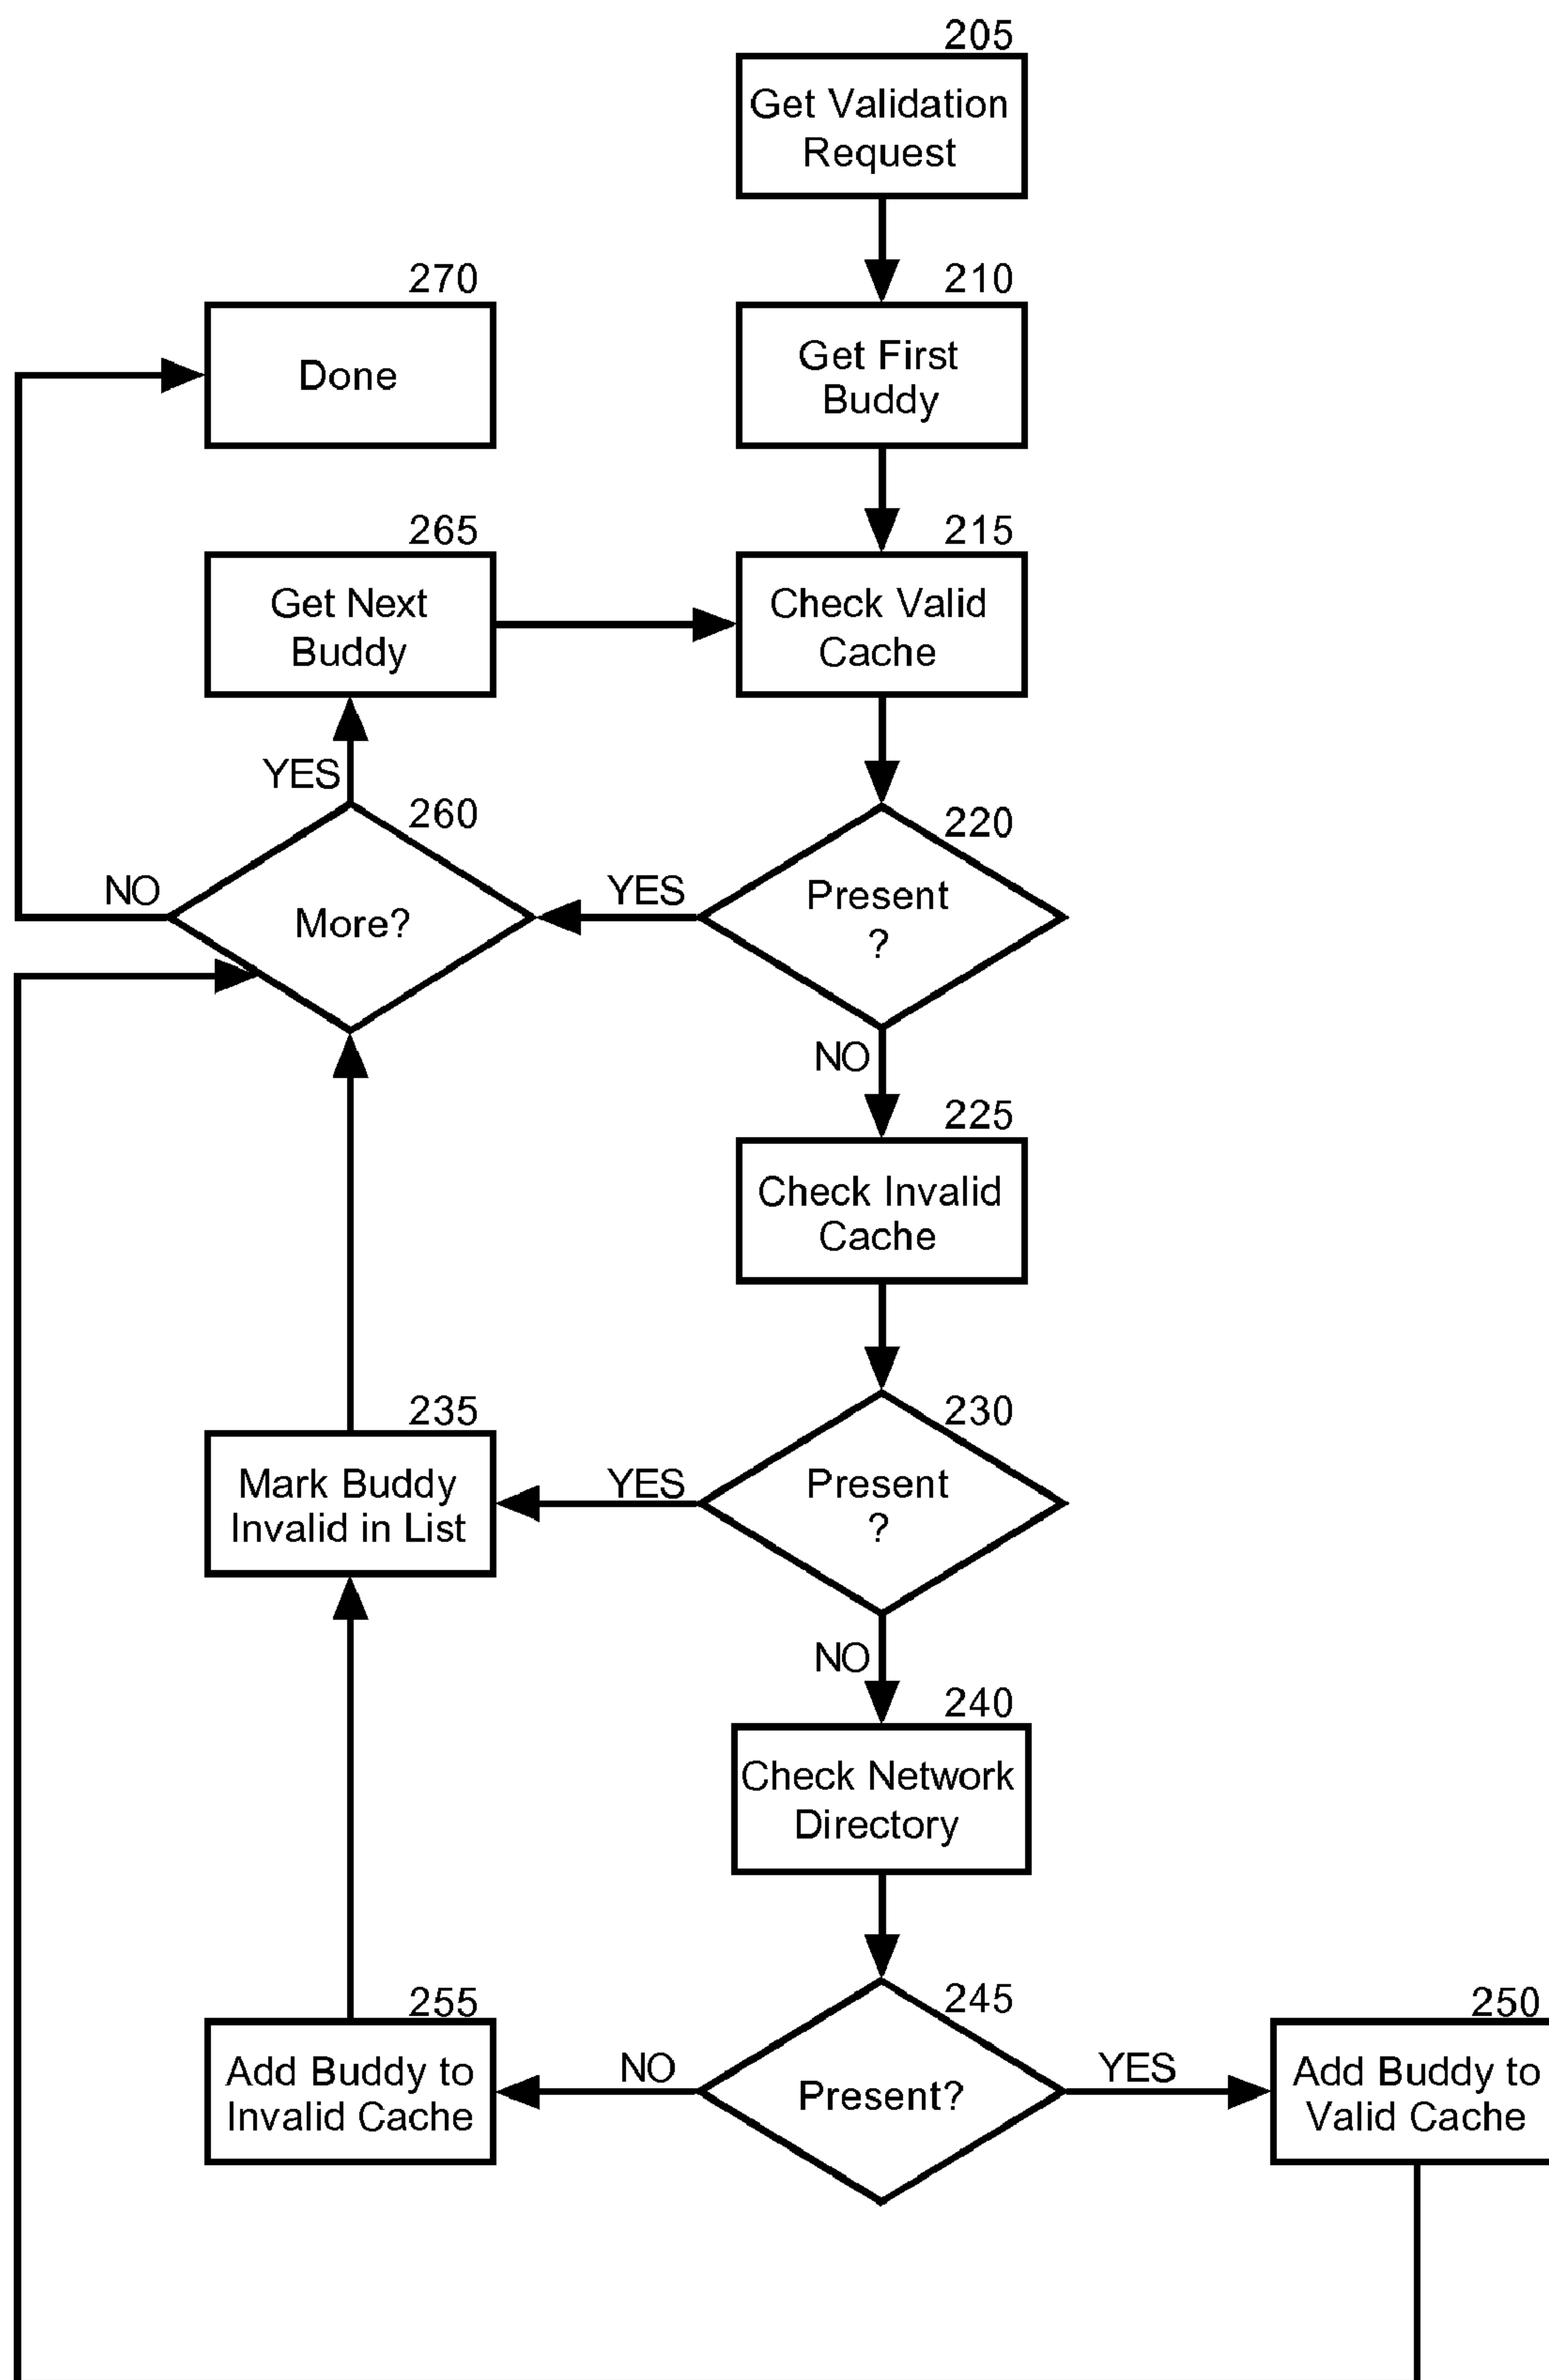 205
Get Validation
Request
270
210
Done
Get First
Buddy
265
215
Get Next
Buddy
Check Valid
Cache
YES
260
220
NO
More?
YES
Present
?
NO
225
Check Invalid
Cache
235
230
Mark Buddy
Invalid in List
YES
Present
?
NO
240
Check Network
Directory
255
245
250
Add Buddy to
Invalid Cache
NO
Present?
YES
Add Buddy to
Valid Cache